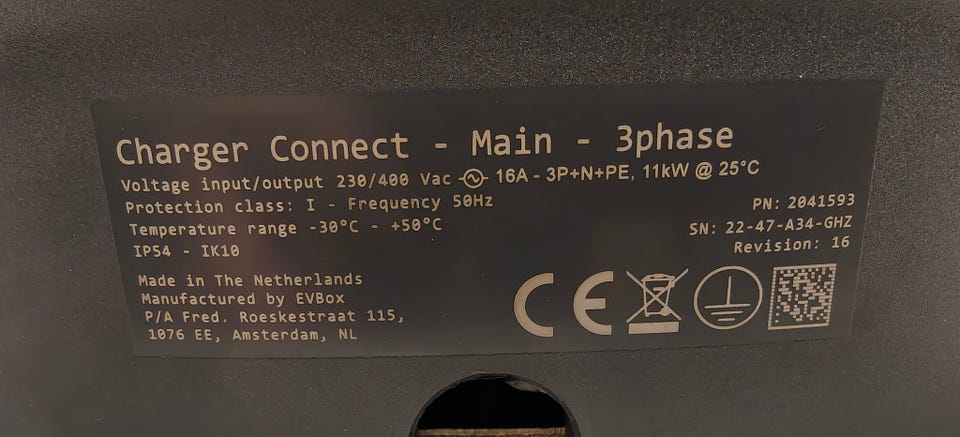 Charger Connect - Main - 3phase
Voltage input/output 230/400 Vac 16A - 3P+N+PE, 11kW @ 25°C
Protection class: I - Frequency 50Hz
Temperature range -30°C - +50°C
IP54 - IK10
PN: 2041593
SN: 22-47-A34-GHZ
Revision: 16
Made in The Netherlands
Manufactured by EVBox
P/A Fred. Roeskestraat 115,
1076 EE, Amsterdam, NL
CE